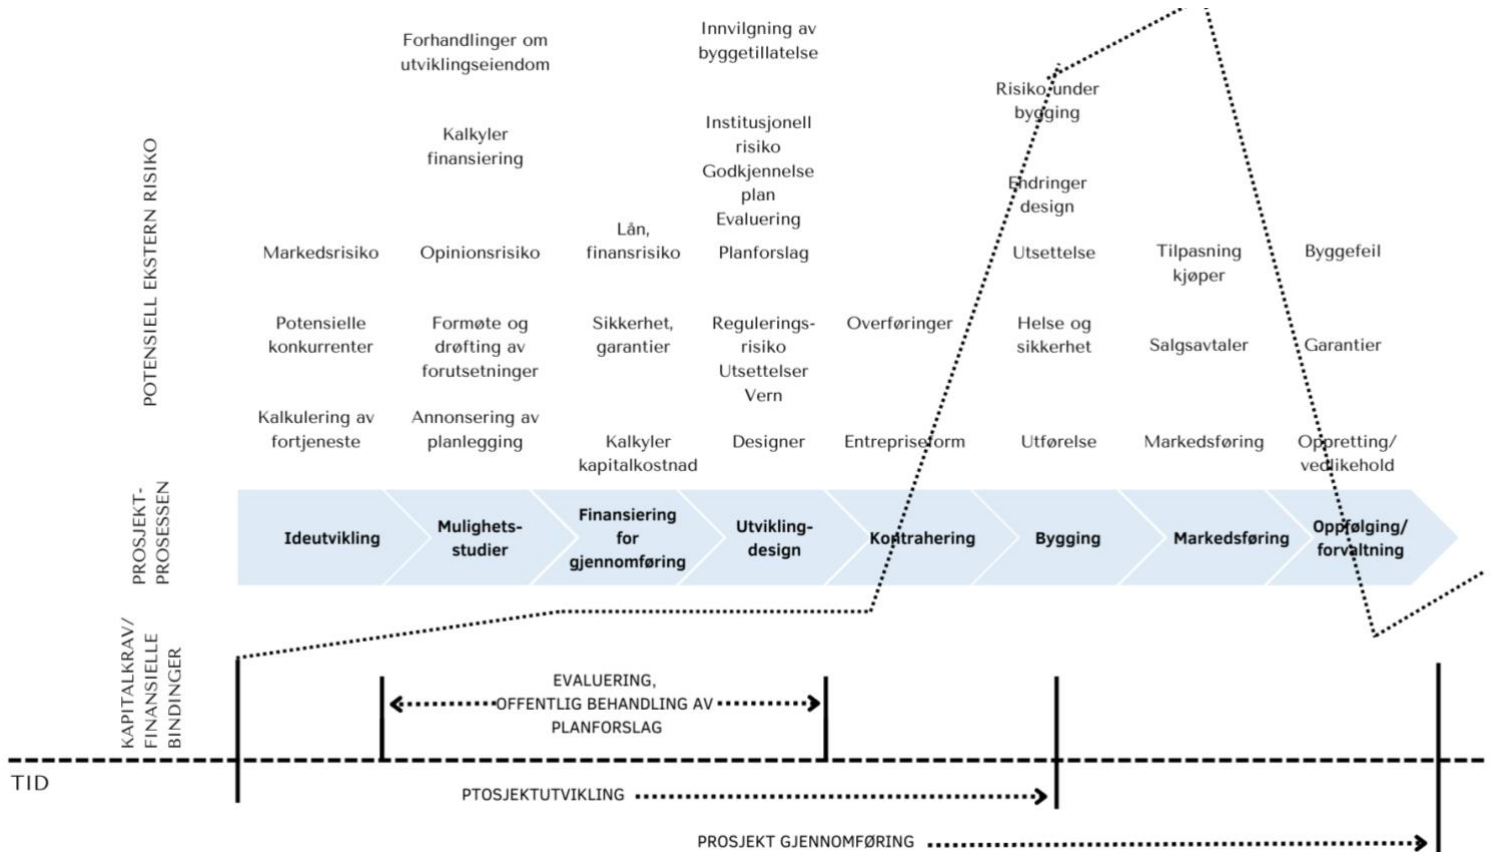 Forhandlinger om
utviklingseiendom
Innvilgning av
byggetillatelse
Risiko under
bygging
Kalkyler
finansiering
Institusjonell
risiko
Godkjennelse
plan
Evaluering
Endringer
design
POTENSIELL EKSTERN RISIKO
Markedsrisiko
Opinionsrisiko
Lån,
finansrisiko
Planforslag
Utsettelse
Tilpasning
kjøper
Byggefeil
Potensielle
konkurrenter
Formøte og
drøfting av
forutsetninger
Sikkerhet,
garantier
Regulerings-
risiko
Utsettelser
Vern
Overføringer
Helse og
sikkerhet
Salgsavtaler
Garantier
Kalkulering av
fortjeneste
Annonsering av
planlegging
Kalkyler
kapitalkostnad
Designer
Entrepriseform
Utførelse
Markedsføring
Oppretting/
vedlikehold
PROSJEKT-
PROSESSEN
Ideutvikling
Mulighets-
studier
Finansiering
for
gjennomføring
Utvikling-
design
Kontrahering
Bygging
Markedsføring
Oppfølging/
forvaltning
KAPITALKRAV/
FINANSIELLE
BINDINGER
EVALUERING,
OFFENTLIG BEHANDLING AV
PLANFORSLAG
TID
PTOSJEKTUTVIKLING
PROSJEKT GJENNOMFØRING